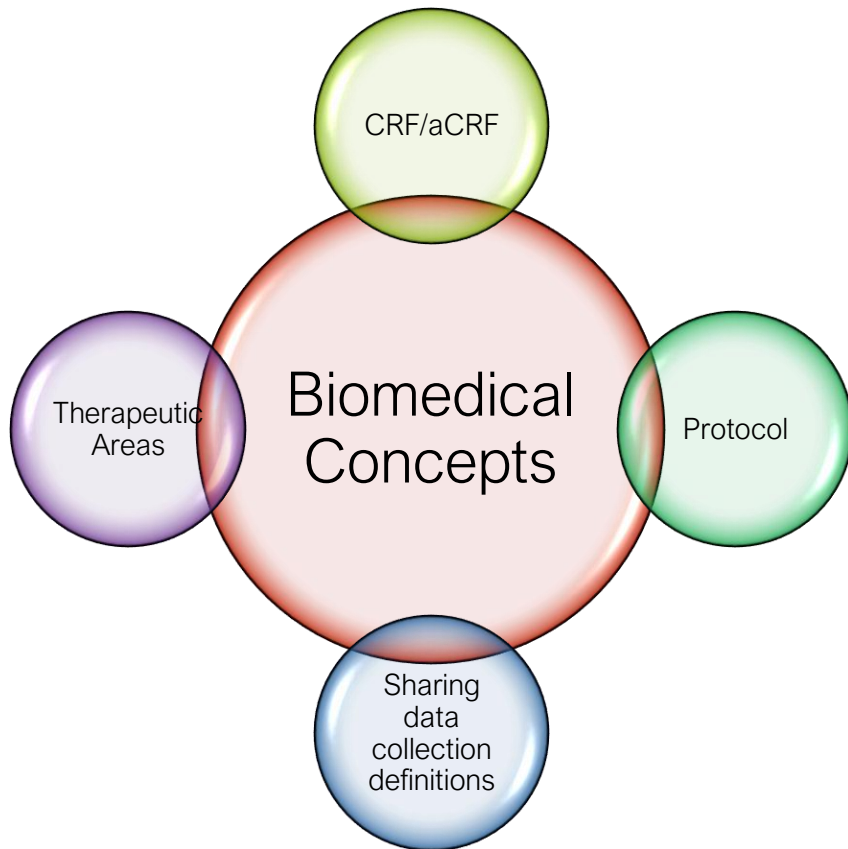 CRF/aCRF
Biomedical
Concepts
Therapeutic
Areas
Protocol
Sharing
data
collection
definitions